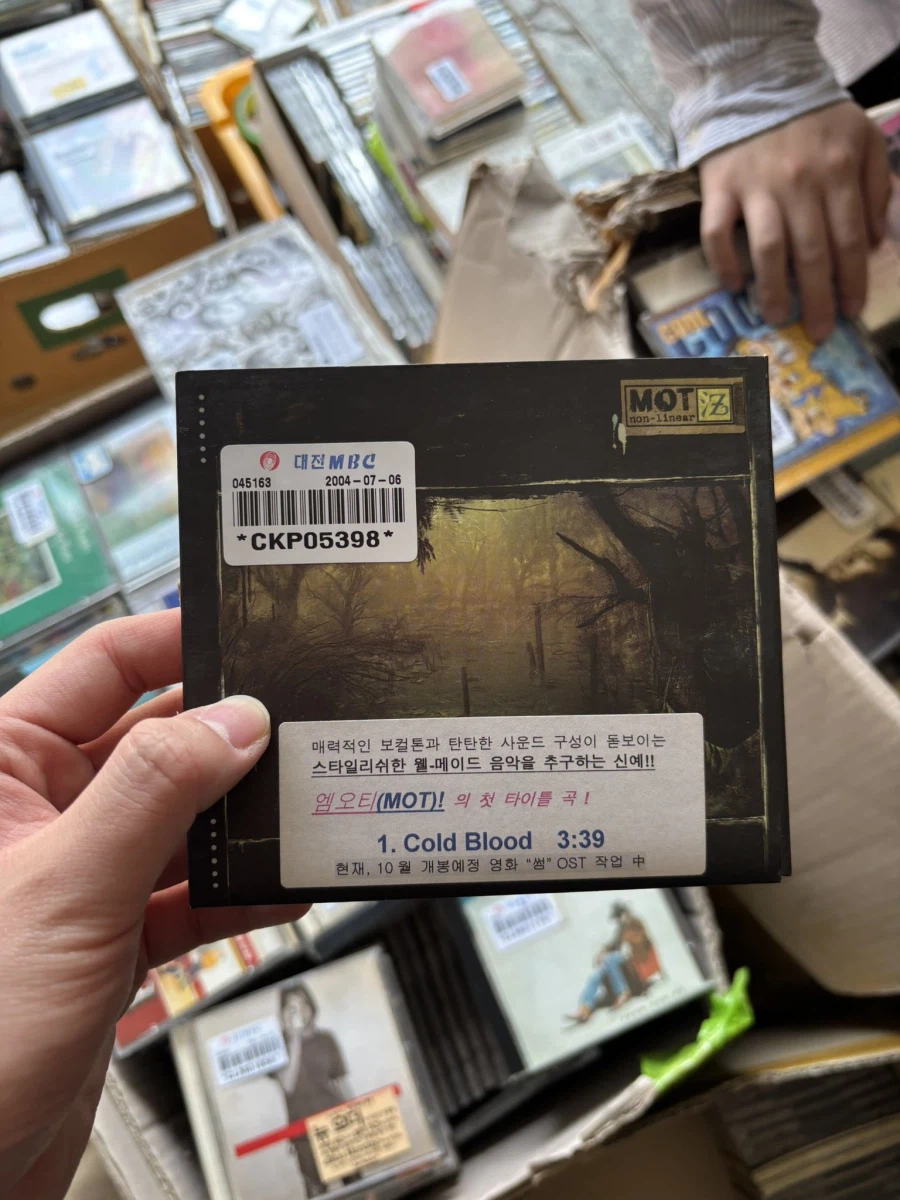 MOT 못
non-linear
대전MBC
045163 2004-07-06
*CKP05398*
매력적인 보컬톤과 탄탄한 사운드 구성이 돋보이는
스타일리쉬한 웰-메이드 음악을 추구하는 신예!!
엠오티(MOT)! 의 첫 타이틀 곡!
1. Cold Blood 3:39
현재, 10월 개봉예정 영화 "썸" OST 작업 中